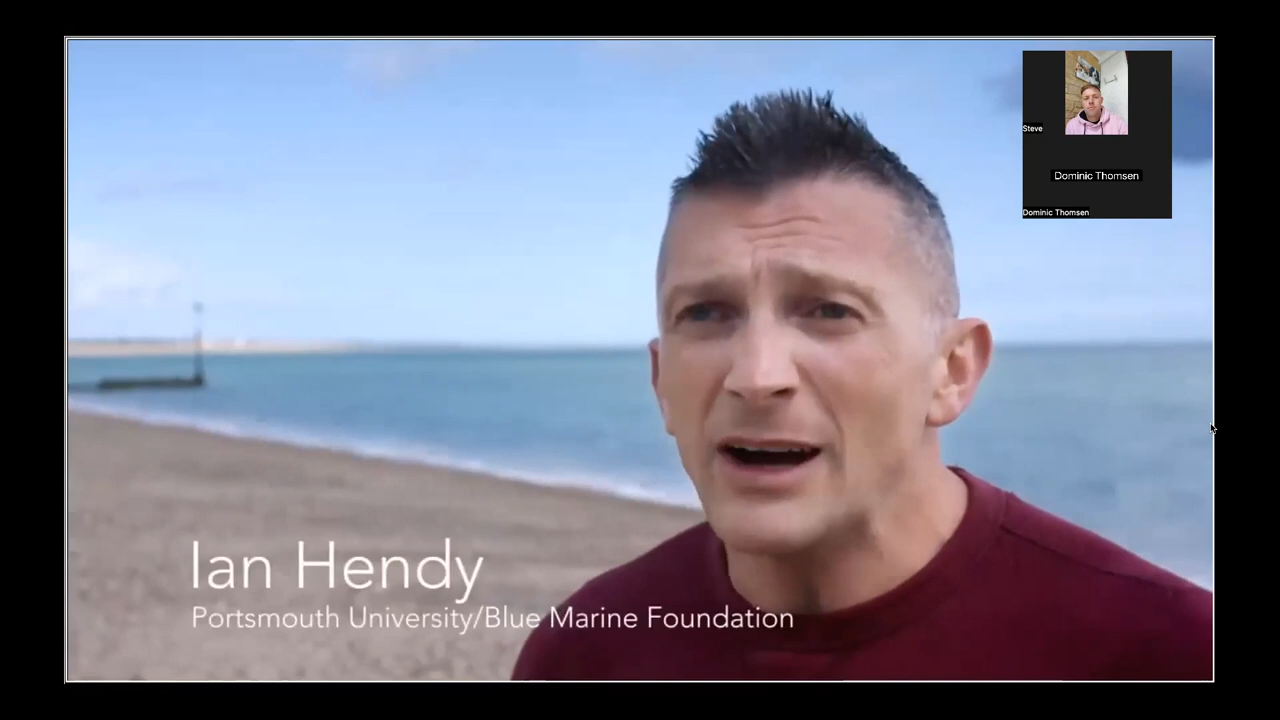 Steve
Dominic Thomsen
Dominic Thomsen
Ian Hendy
Portsmouth University/Blue Marine Foundation